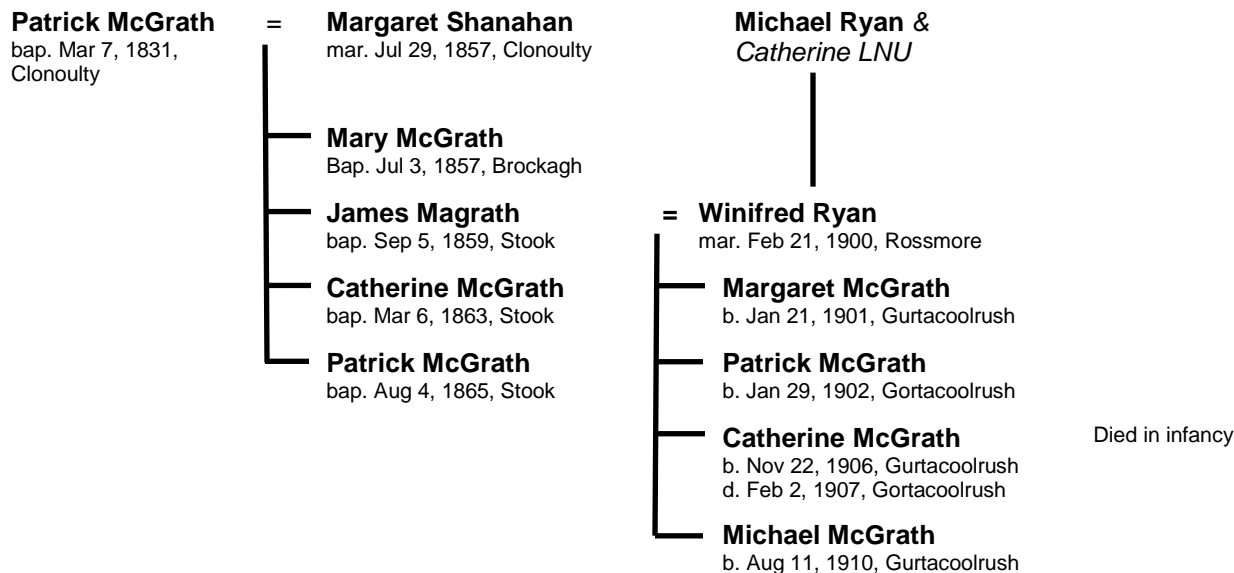 Patrick McGrath = Margaret Shanahan Michael Ryan &
bap. Mar 7, 1831, mar. Jul 29, 1857, Clonoulty Catherine LNU
Clonoulty
Mary McGrath
Bap. Jul 3, 1857, Brockagh
James Magrath = Winifred Ryan
bap. Sep 5, 1859, Stook mar. Feb 21, 1900, Rossmore
Catherine McGrath Margaret McGrath
bap. Mar 6, 1863, Stook b. Jan 21, 1901, Gurtacoolrush
Patrick McGrath Patrick McGrath
bap. Aug 4, 1865, Stook b. Jan 29, 1902, Gortacoolrush
Catherine McGrath Died in infancy
b. Nov 22, 1906, Gurtacoolrush
d. Feb 2, 1907, Gortacoolrush
Michael McGrath
b. Aug 11, 1910, Gurtacoolrush